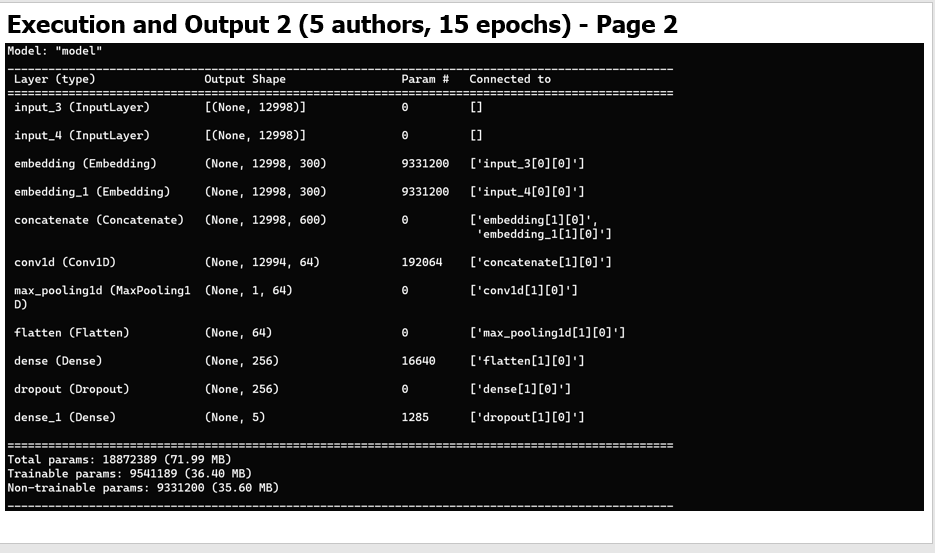 Execution and Output 2 (5 authors, 15 epochs) - Page 2
Model: "model"
Layer (type) Output Shape Param # Connected to
input_3 (InputLayer) [(None, 12998)] 0 []
input_4 (InputLayer) [(None, 12998)] 0 []
embedding (Embedding) (None, 12998, 300) 9331200 ['input_3[0][0]']
embedding_1 (Embedding) (None, 12998, 300) 9331200 ['input_4[0][0]']
concatenate (Concatenate) (None, 12998, 600) 0 ['embedding[1][0]',
'embedding_1[1][0]']
conv1d (Conv1D) (None, 12994, 64) 192064 ['concatenate[1][0]']
max_pooling1d (MaxPooling1 (None, 1, 64) 0 ['conv1d[1][0]']
D)
flatten (Flatten) (None, 64) 0 ['max_pooling1d[1][0]']
dense (Dense) (None, 256) 16640 ['flatten[1][0]']
dropout (Dropout) (None, 256) 0 ['dense[1][0]']
dense_1 (Dense) (None, 5) 1285 ['dropout[1][0]']
Total params: 18872389 (71.99 MB)
Trainable params: 9541189 (36.40 MB)
Non-trainable params: 9331200 (35.60 MB)